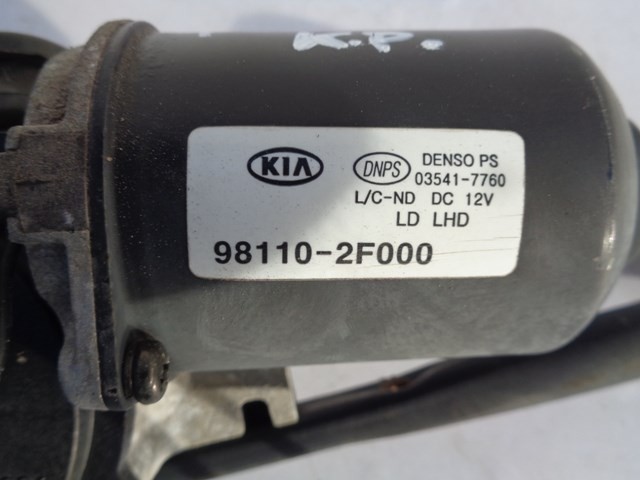 K.P.
KIA DNPS DENSO PS
03541-7760
L/C-ND DC 12V
LD LHD
98110-2F000